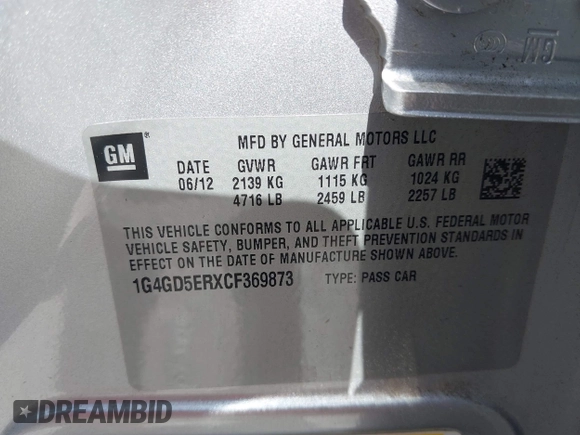 GM
GM
®
MFD BY GENERAL MOTORS LLC
DATE GVWR GAWR FRT GAWR RR
06/12 2139 KG 1115 KG 1024 KG
4716 LB 2459 LB 2257 LB
THIS VEHICLE CONFORMS TO ALL APPLICABLE U.S. FEDERAL MOTOR
VEHICLE SAFETY, BUMPER, AND THEFT PREVENTION STANDARDS IN
EFFECT ON THE DATE OF MANUFACTURE SHOWN ABOVE.
1G4GD5ERXCF369873 TYPE: PASS CAR
DREAMBID